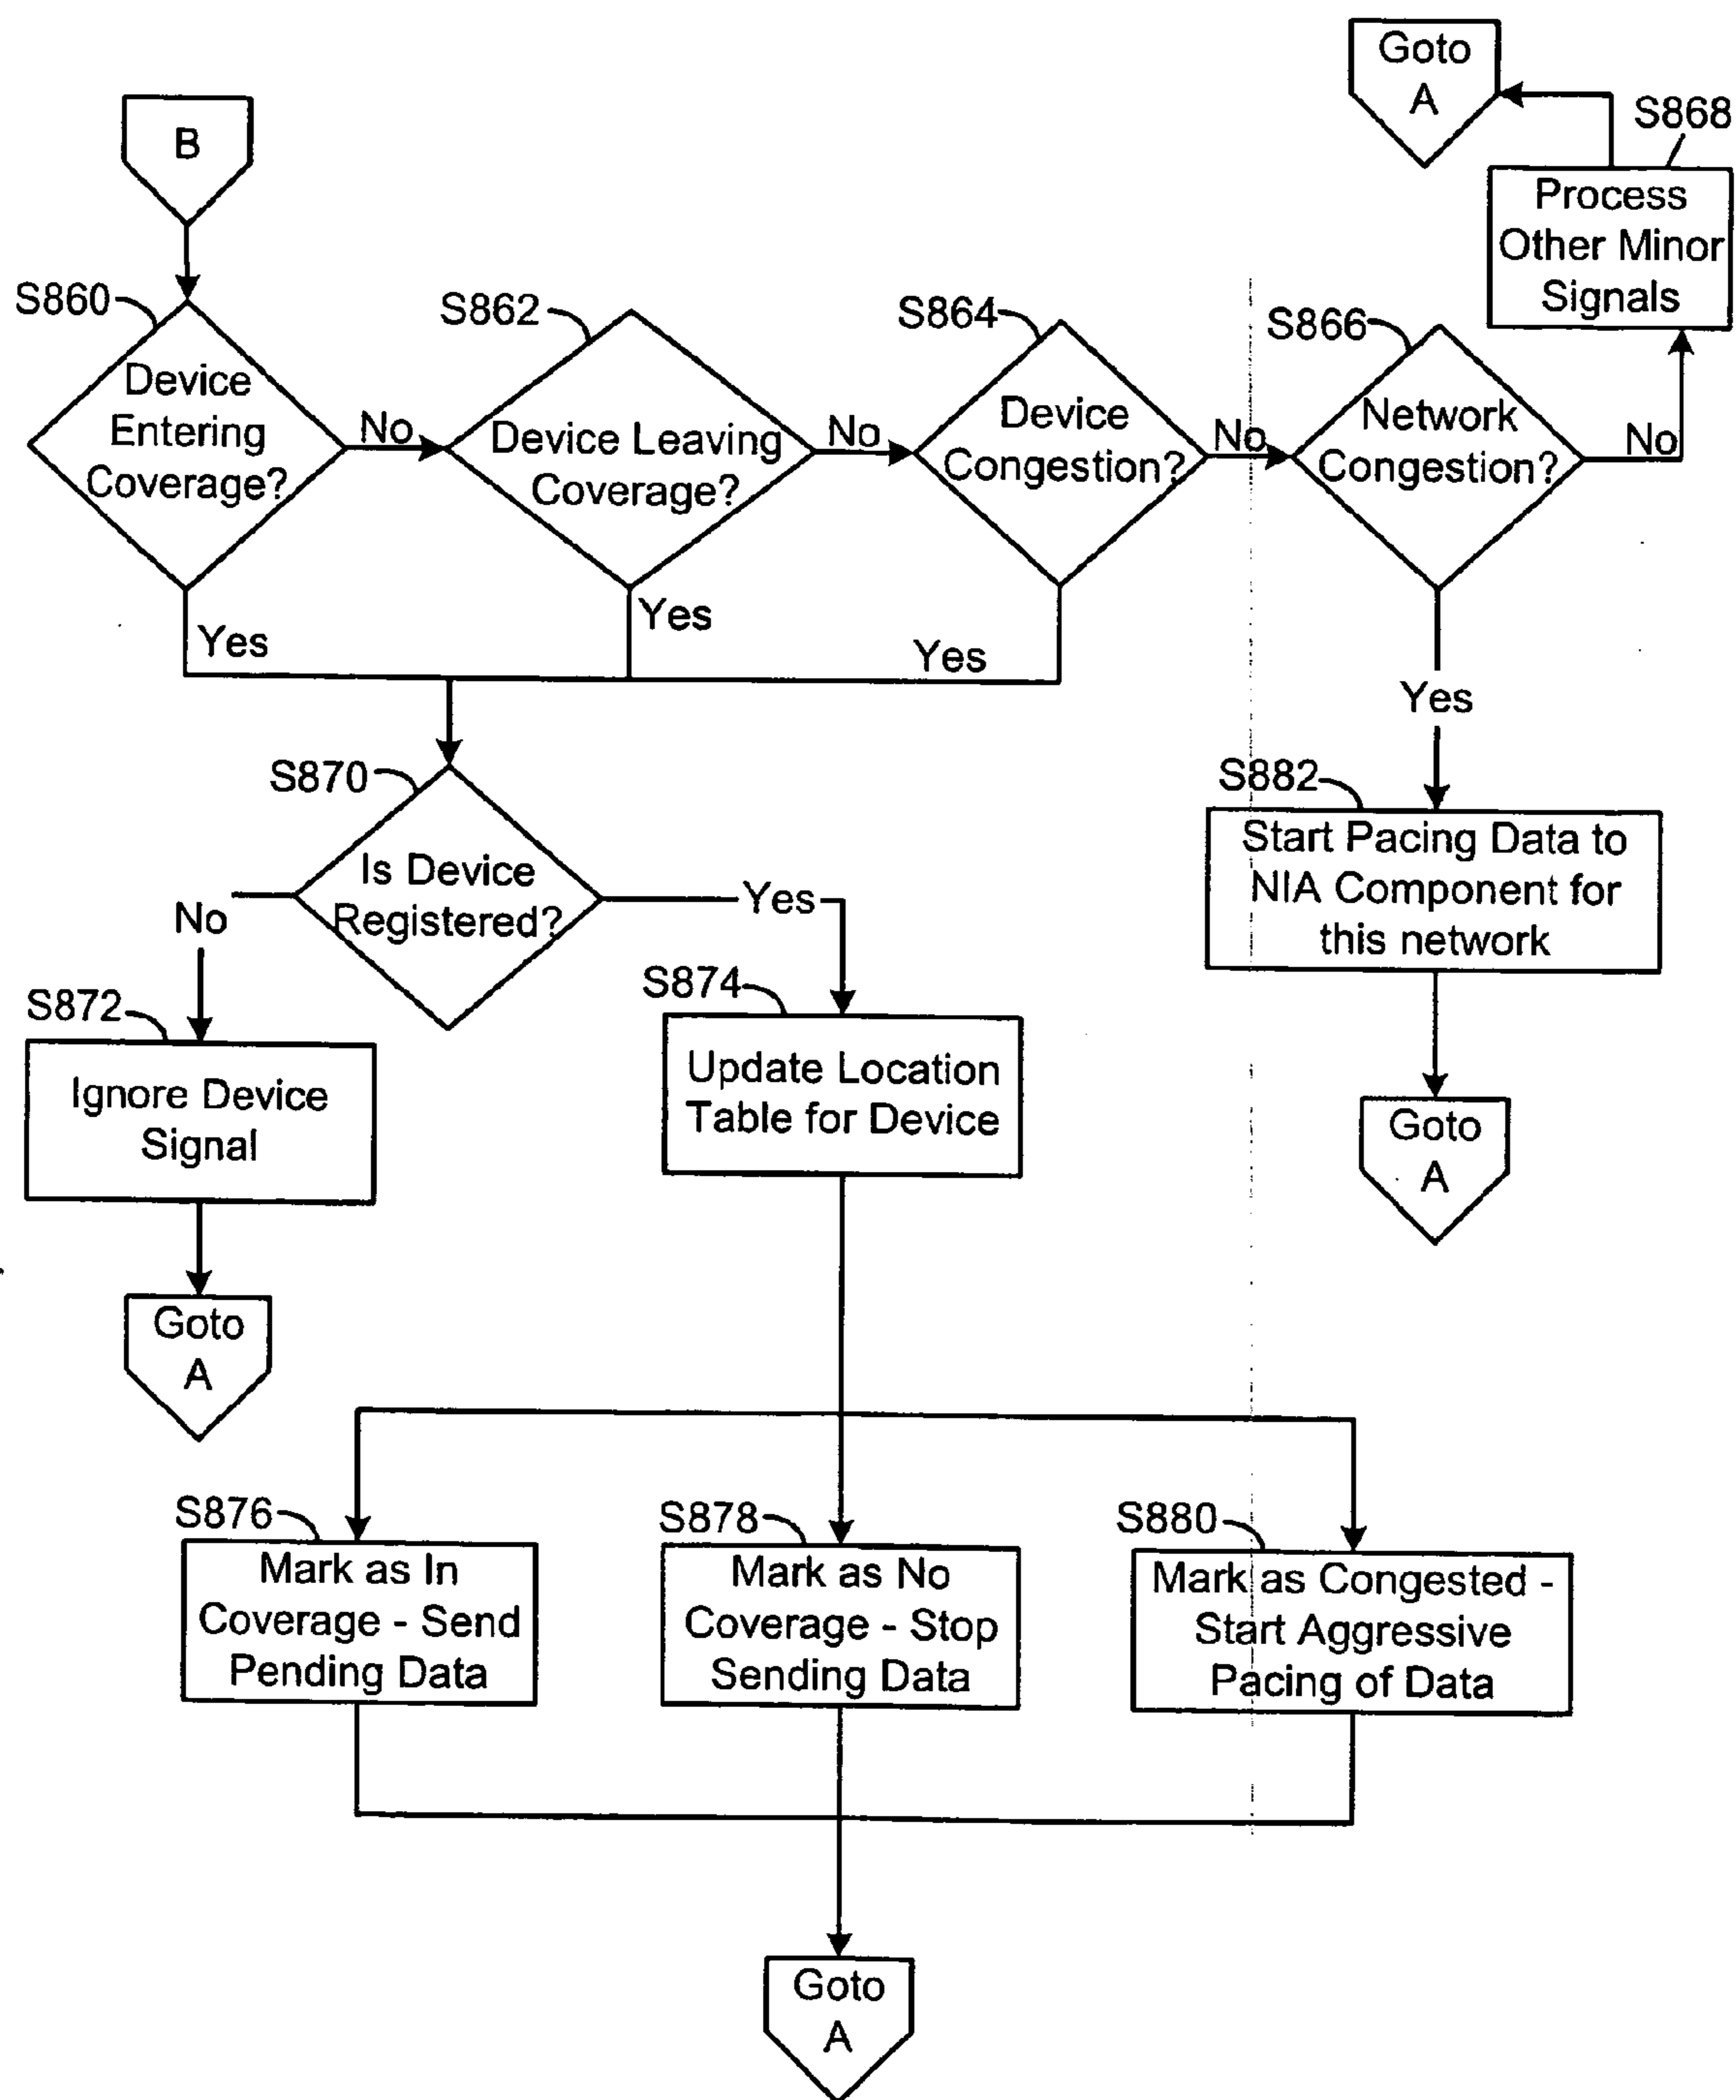 Goto
A
S868
Process
Other Minor
Signals
B
S860
Device
Entering
Coverage?
No
Yes
S862
Device Leaving
Coverage?
No
Yes
S864
Device
Congestion?
No
Yes
S866
Network
Congestion?
No
Yes
S870
Is Device
Registered?
No
Yes
S882
Start Pacing Data to
NIA Component for
this network
Goto
A
S872
Ignore Device
Signal
Goto
A
S874
Update Location
Table for Device
S876
Mark as In
Coverage - Send
Pending Data
S878
Mark as No
Coverage - Stop
Sending Data
S880
Mark as Congested -
Start Aggressive
Pacing of Data
Goto
A